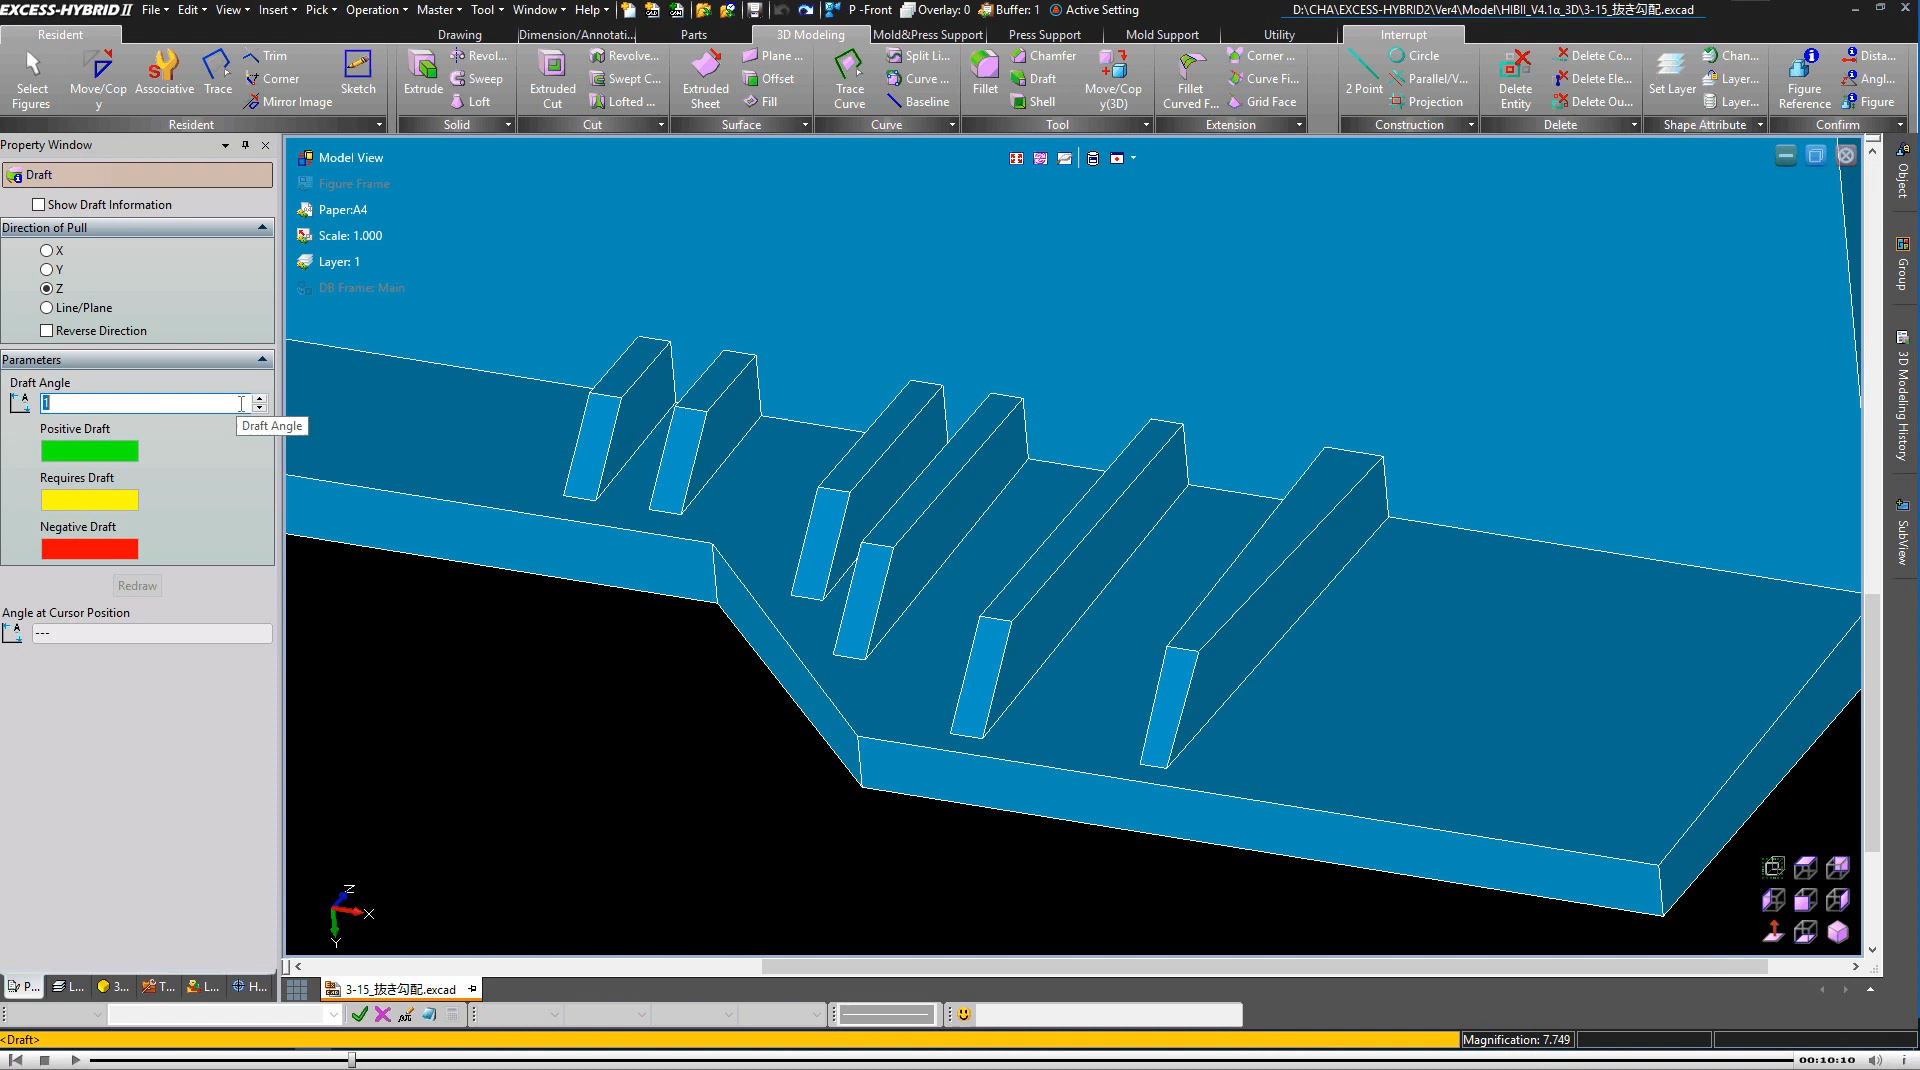 EXCESS-HYBRID II File Edit View Insert Pick Operation Master Tool Window Help P -Front Overlay: 0 Buffer: 1 Active Setting D:\CHA\EXCESS-HYBRID2\Ver4\Model\HIBII_V4.1α_3D\3-15_抜き勾配.excad
Resident Drawing Dimension/Annotati... Parts 3D Modeling Mold&Press Support Press Support Mold Support Utility Interrupt
Select Figures
Move/Copy
Associative
Trace
Trim
Corner
Mirror Image
Sketch
Extrude
Revol...
Sweep
Loft
Extruded Cut
Revolve...
Swept C...
Lofted ...
Extruded Sheet
Plane ...
Offset
Fill
Trace Curve
Split Li...
Curve ...
Baseline
Fillet
Chamfer
Draft
Shell
Move/Copy(3D)
Fillet Curved F...
Corner ...
Curve Fi...
Grid Face
2 Point
Circle
Parallel/V...
Projection
Delete Entity
Delete Co...
Delete Ele...
Delete Ou...
Set Layer
Chan...
Layer...
Layer...
Figure Reference
Dista...
Angl...
Figure
Resident Solid Cut Surface Curve Tool Extension Construction Delete Shape Attribute Confirm
Property Window
Draft
Show Draft Information
Direction of Pull
X
Y
Z
Line/Plane
Reverse Direction
Parameters
Draft Angle
1
Draft Angle
Positive Draft
Requires Draft
Negative Draft
Redraw
Angle at Cursor Position
---
Model View
Figure Frame
Paper:A4
Scale: 1.000
Layer: 1
DB Frame: Main
Z
X
Y
Object
Group
3D Modeling History
SubView
P... L... 3... T... L... H...
3-15_抜き勾配.excad
<Draft>
Magnification: 7.749
00:10:10